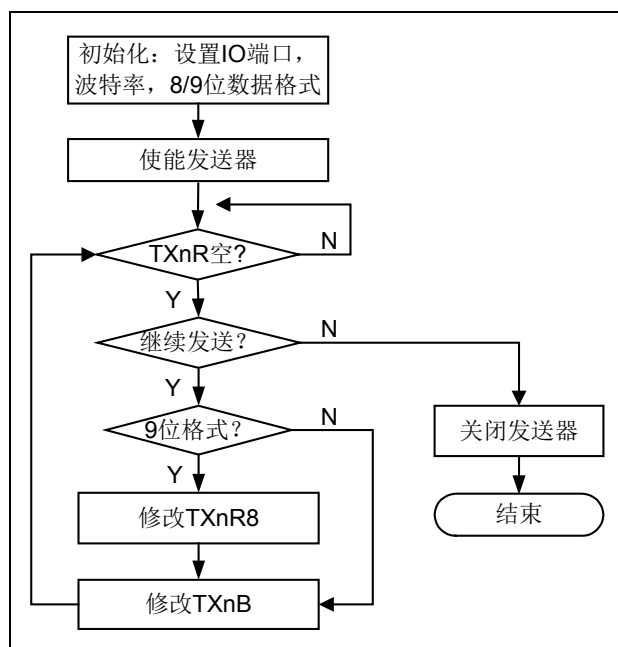 初始化：设置IO端口，
波特率，8/9位数据格式
使能发送器
TXnR空?
N
Y
继续发送？
N
Y
9位格式？
N
关闭发送器
Y
修改TXnR8
结束
修改TXnB